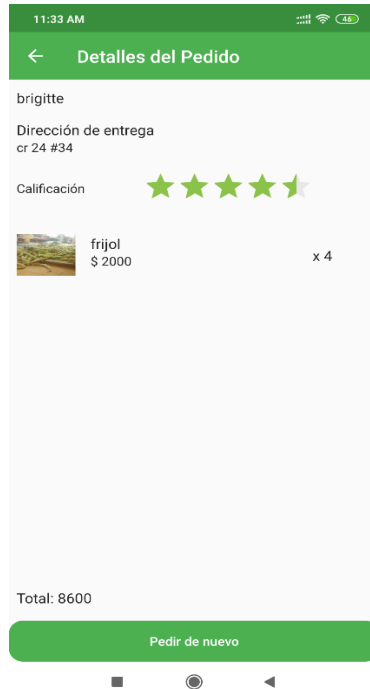 11:33 AM
46
Detalles del Pedido
brigitte
Dirección de entrega
cr 24 #34
Calificación
frijol
$ 2000
x 4
Total: 8600
Pedir de nuevo